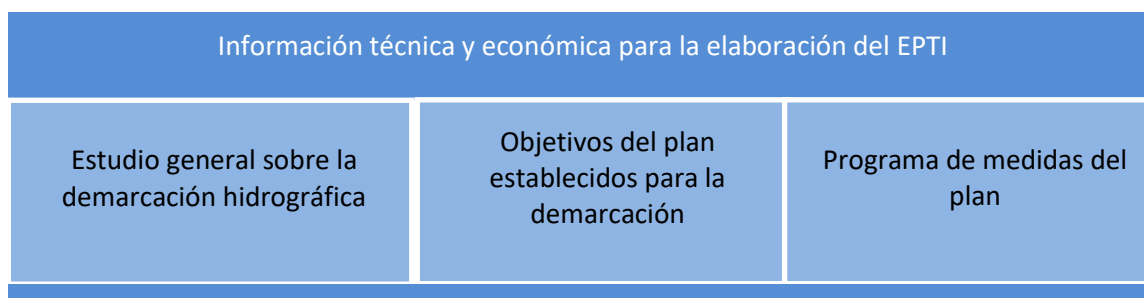 Información técnica y económica para la elaboración del EPTI
Estudio general sobre la
demarcación hidrográfica
Objetivos del plan
establecidos para la
demarcación
Programa de medidas del
plan